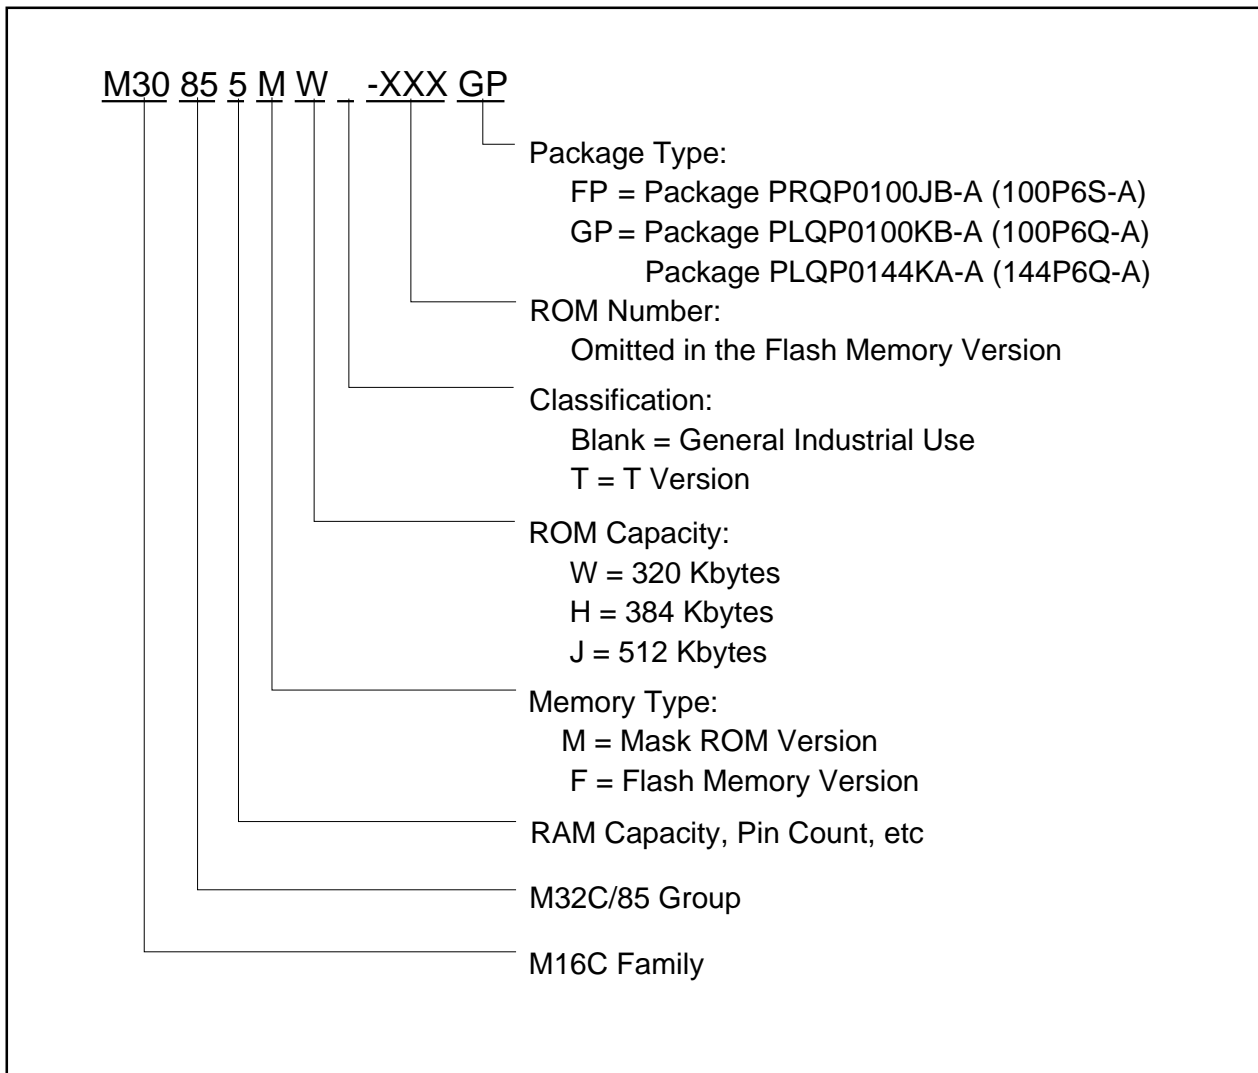 M30 85 5 M W -XXX GP
Package Type:
FP = Package PRQP0100JB-A (100P6S-A)
GP = Package PLQP0100KB-A (100P6Q-A)
Package PLQP0144KA-A (144P6Q-A)
ROM Number:
Omitted in the Flash Memory Version
Classification:
Blank = General Industrial Use
T = T Version
ROM Capacity:
W = 320 Kbytes
H = 384 Kbytes
J = 512 Kbytes
Memory Type:
M = Mask ROM Version
F = Flash Memory Version
RAM Capacity, Pin Count, etc
M32C/85 Group
M16C Family